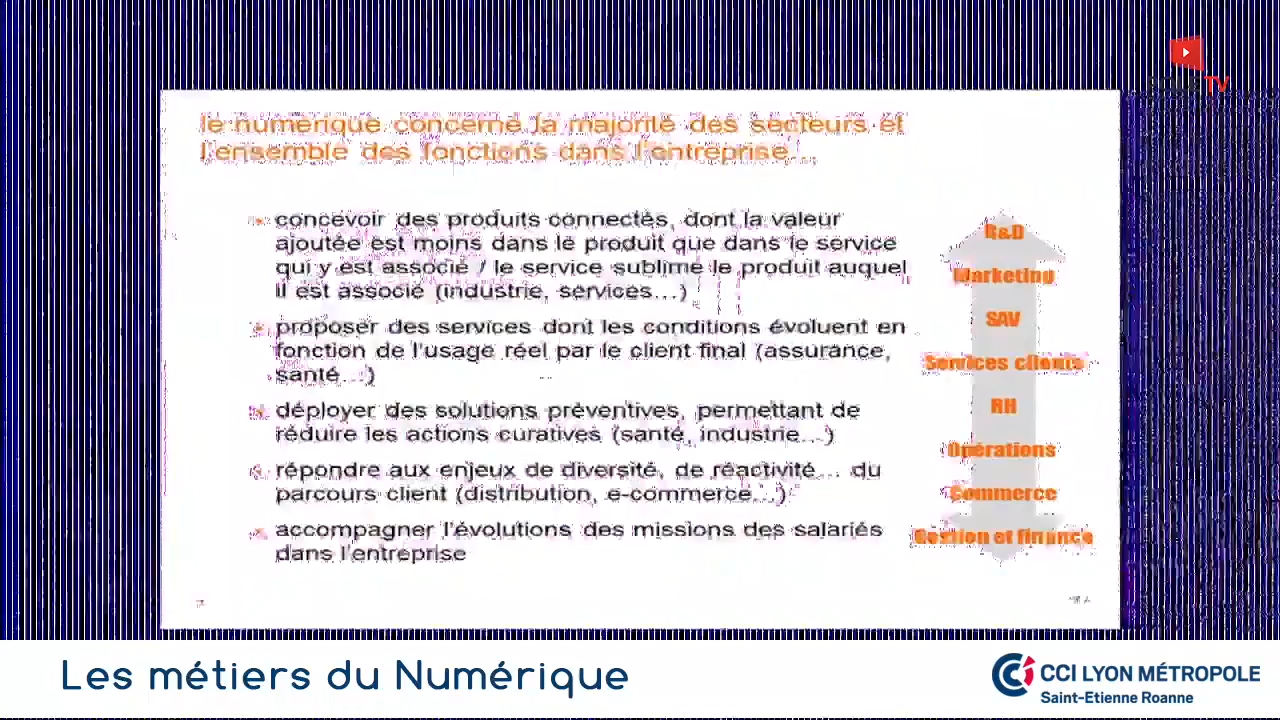 TV
le numérique concerne la majorité des secteurs et
l'ensemble des fonctions dans l'entreprise...
concevoir des produits connectés, dont la valeur
ajoutée est moins dans le produit que dans le service
qui y est associé / le service sublime le produit auquel
il est associé (industrie, services...)
proposer des services dont les conditions évoluent en
fonction de l'usage réel par le client final (assurance,
santé...)
déployer des solutions préventives, permettant de
réduire les actions curatives (santé, industrie...)
répondre aux enjeux de diversité, de réactivité... du
parcours client (distribution, e-commerce...)
accompagner l'évolutions des missions des salariés
dans l'entreprise
R&D
Marketing
SAV
Services clients
RH
Opérations
Commerce
Gestion et finance
Les métiers du Numérique
CCI LYON MÉTROPOLE
Saint-Etienne Roanne